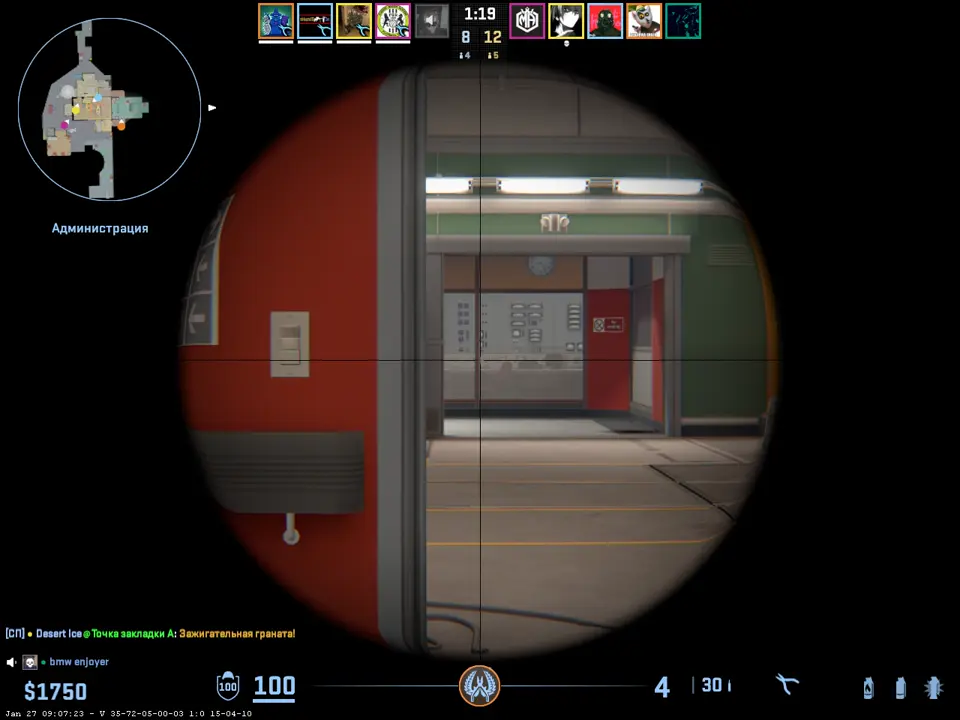 1:19
8 12
4 5
Администрация
[СП] ● Desert Ice@Точка закладки А: Зажигательная граната!
bmw enjoyer
$1750
100 100
4 30
Jan 27 09:07:23 - V 35-72-05-00-03 1:0 15-04-10